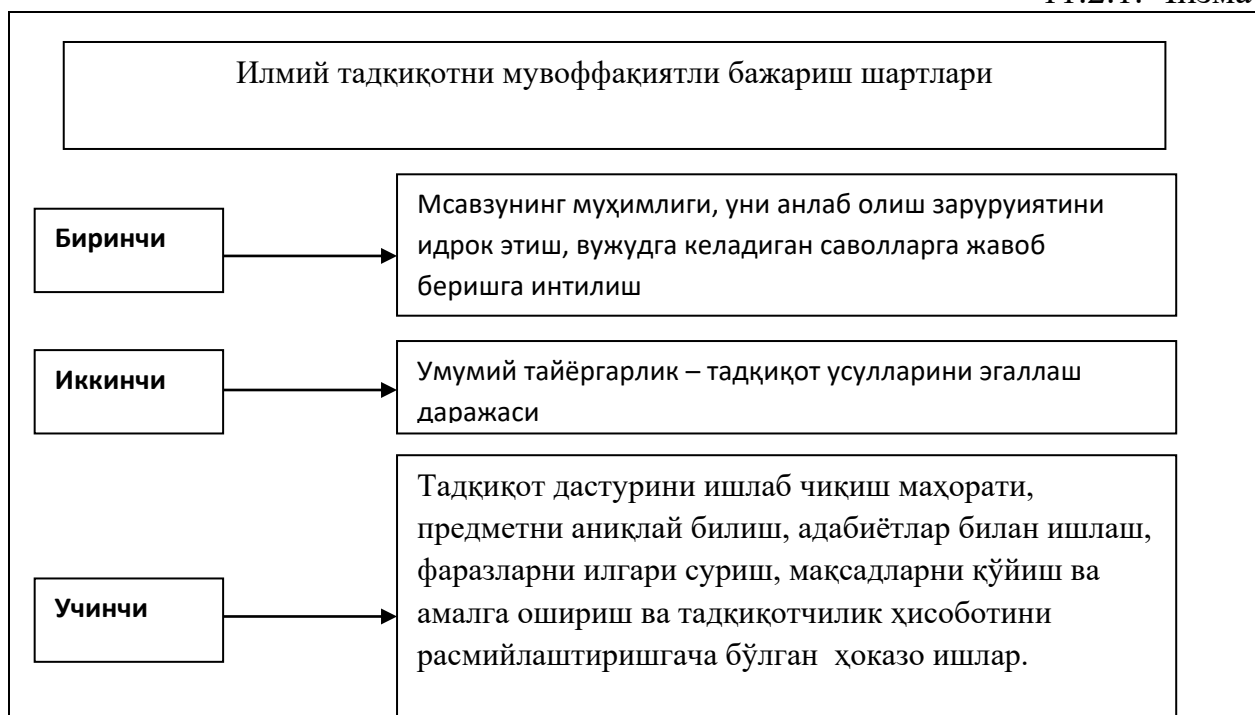 Илмий тадқиқотни мувоффақиятли бажариш шартлари
Биринчи
Мсавзунинг муҳимлиги, уни анлаб олиш заруруиятини
идрок этиш, вужудга келадиган саволларга жавоб
беришга интилиш
Иккинчи
Умумий тайёргарлик – тадқиқот усулларини эгаллаш
даражаси
Учинчи
Тадқиқот дастурини ишлаб чиқиш маҳорати,
предметни аниқлай билиш, адабиётлар билан ишлаш,
фаразларни илгари суриш, мақсадларни қўйиш ва
амалга ошириш ва тадқиқотчилик ҳисоботини
расмийлаштиришгача бўлган ҳоказо ишлар.